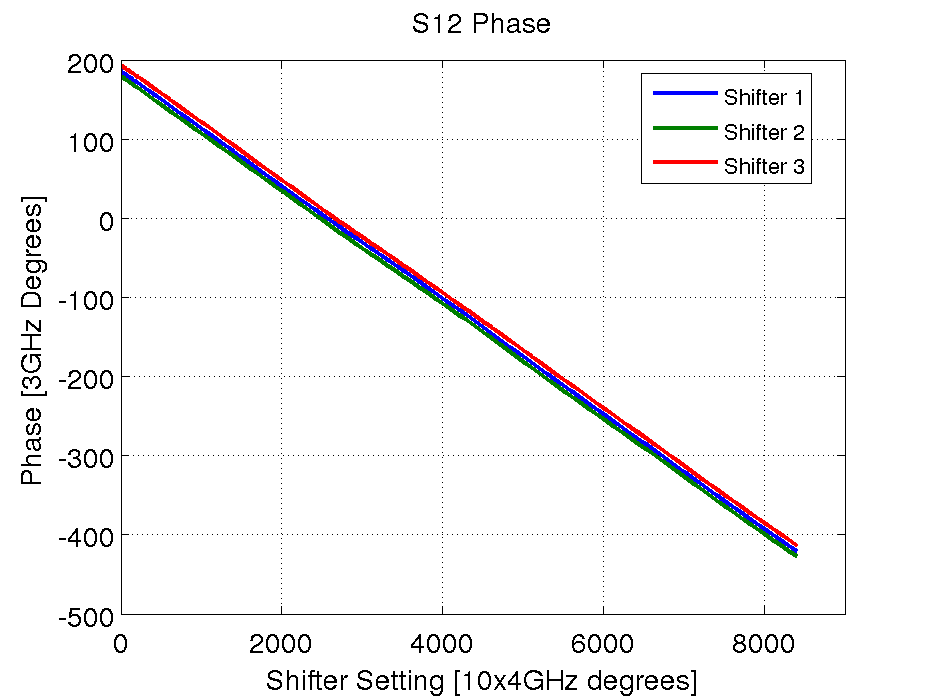 S12 Phase
Shifter 1
Shifter 2
Shifter 3
200
100
0
-100
-200
-300
-400
-500
Phase [3GHz Degrees]
0 2000 4000 6000 8000
Shifter Setting [10x4GHz degrees]